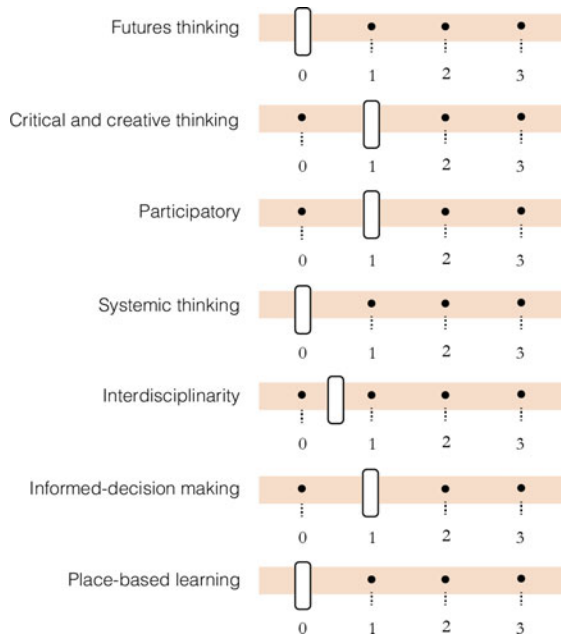 Futures thinking
0 1 2 3
Critical and creative thinking
0 1 2 3
Participatory
0 1 2 3
Systemic thinking
0 1 2 3
Interdisciplinarity
0 1 2 3
Informed-decision making
0 1 2 3
Place-based learning
0 1 2 3